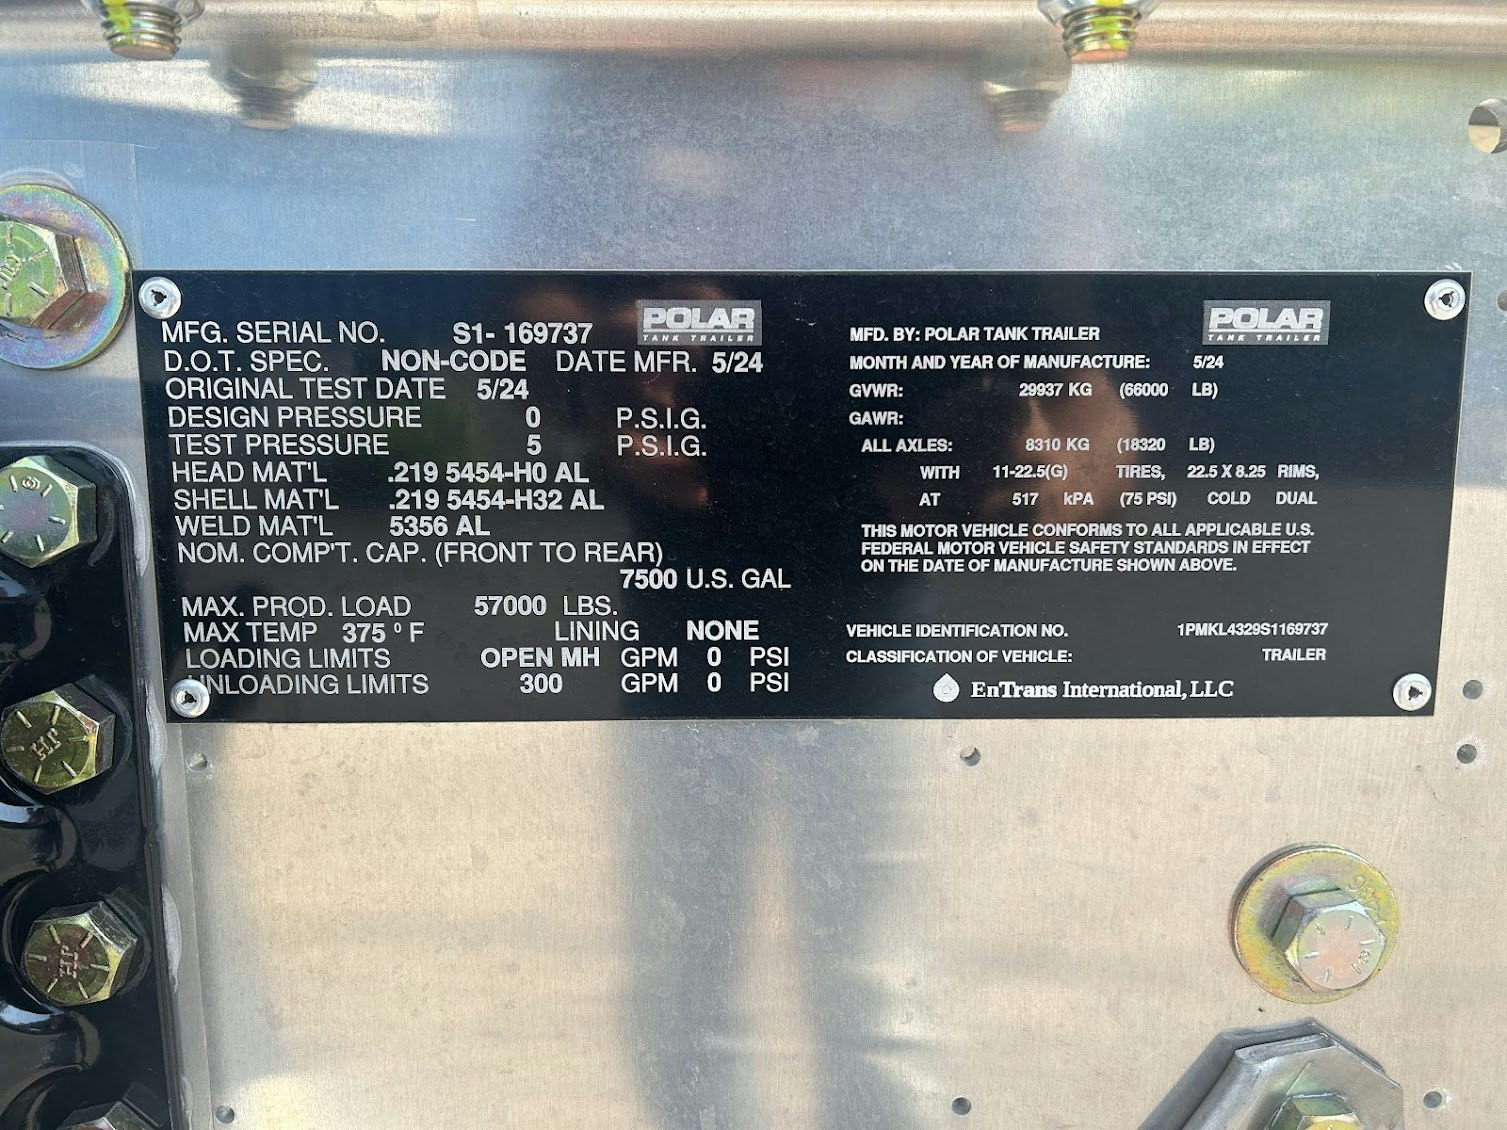 POLAR
TANK TRAILER
MFG. SERIAL NO. S1- 169737
D.O.T. SPEC. NON-CODE DATE MFR. 5/24
ORIGINAL TEST DATE 5/24
DESIGN PRESSURE 0 P.S.I.G.
TEST PRESSURE 5 P.S.I.G.
HEAD MAT'L .219 5454-H0 AL
SHELL MAT'L .219 5454-H32 AL
WELD MAT'L 5356 AL
NOM. COMP'T. CAP. (FRONT TO REAR)
7500 U.S. GAL
MAX. PROD. LOAD 57000 LBS.
MAX TEMP 375 ° F LINING NONE
LOADING LIMITS OPEN MH GPM 0 PSI
UNLOADING LIMITS 300 GPM 0 PSI
POLAR
TANK TRAILER
MFD. BY: POLAR TANK TRAILER
MONTH AND YEAR OF MANUFACTURE: 5/24
GVWR: 29937 KG (66000 LB)
GAWR:
ALL AXLES: 8310 KG (18320 LB)
WITH 11-22.5(G) TIRES, 22.5 X 8.25 RIMS,
AT 517 kPA (75 PSI) COLD DUAL
THIS MOTOR VEHICLE CONFORMS TO ALL APPLICABLE U.S.
FEDERAL MOTOR VEHICLE SAFETY STANDARDS IN EFFECT
ON THE DATE OF MANUFACTURE SHOWN ABOVE.
VEHICLE IDENTIFICATION NO. 1PMKL4329S1169737
CLASSIFICATION OF VEHICLE: TRAILER
EnTrans International, LLC